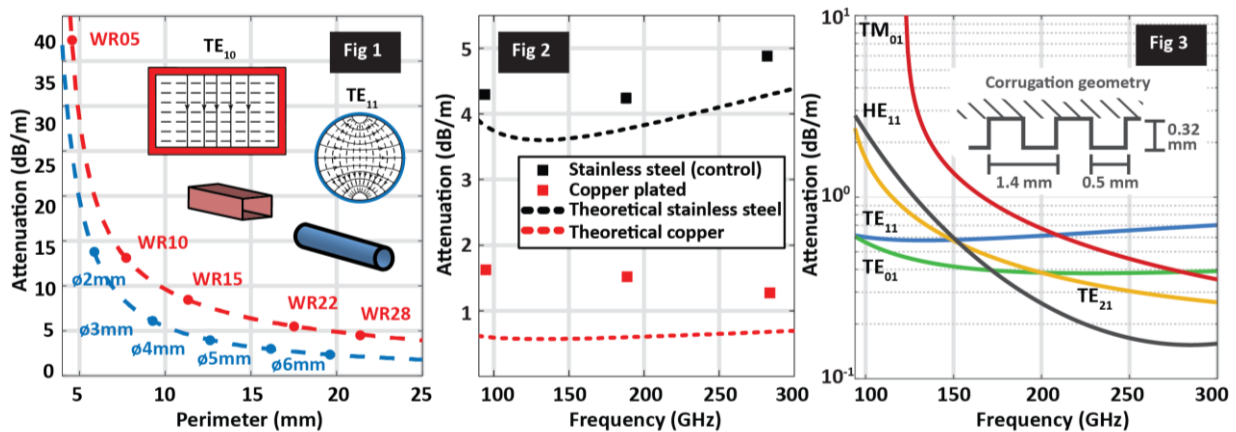 Fig 1
Attenuation (dB/m)
40
35
30
25
20
15
10
5
0
WR05
TE10
TE11
WR10
WR15
WR22
WR28
ø2mm
ø3mm
ø4mm
ø5mm
ø6mm
5
10
15
20
25
Perimeter (mm)
Fig 2
Attenuation (dB/m)
5
4
3
2
1
Stainless steel (control)
Copper plated
Theoretical stainless steel
Theoretical copper
100
150
200
250
300
Frequency (GHz)
Fig 3
Attenuation (dB/m)
10^1
10^0
10^-1
TM01
Corrugation geometry
0.32
mm
1.4 mm
0.5 mm
HE11
TE11
TE01
TE21
100
150
200
250
300
Frequency (GHz)